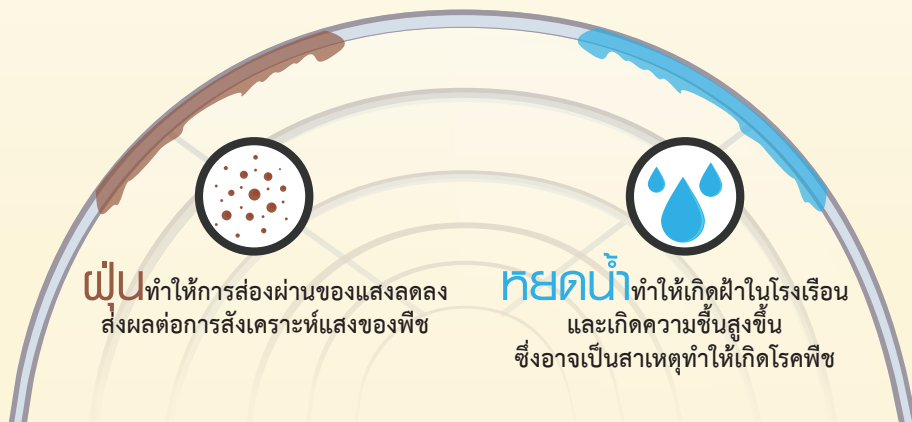 ฝุ่นทำให้การส่องผ่านของแสงลดลง
ส่งผลต่อการสังเคราะห์แสงของพืช
หยดน้ำทำให้เกิดฝ้าในโรงเรือน
และเกิดความชื้นสูงขึ้น
ซึ่งอาจเป็นสาเหตุทำให้เกิดโรคพืช